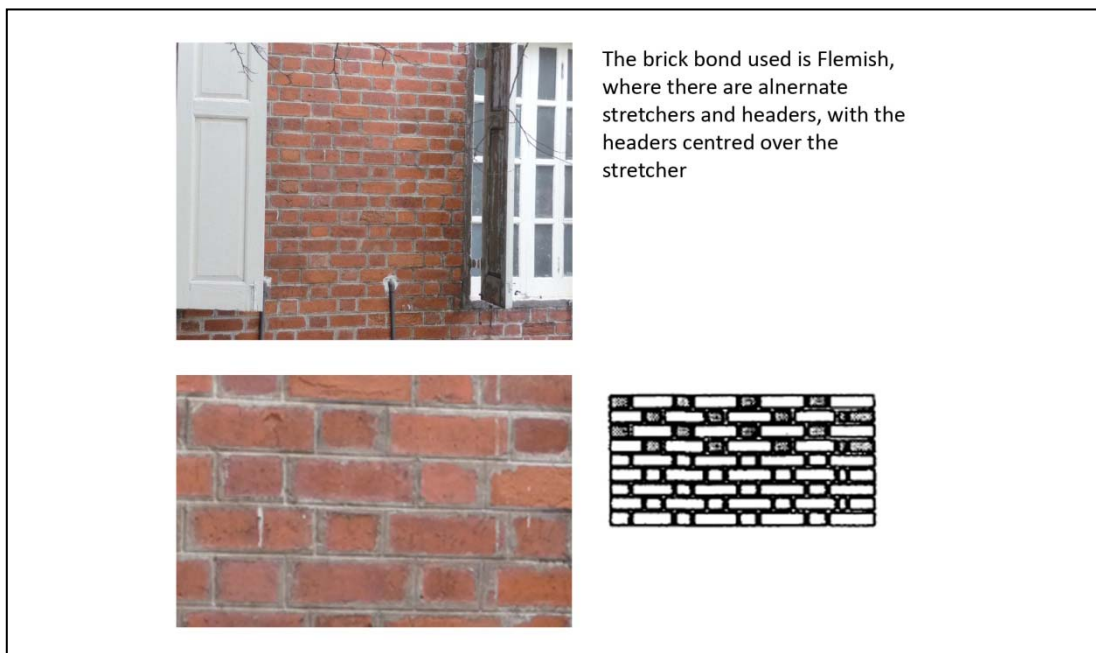 The brick bond used is Flemish,
where there are alnernate
stretchers and headers, with the
headers centred over the
stretcher